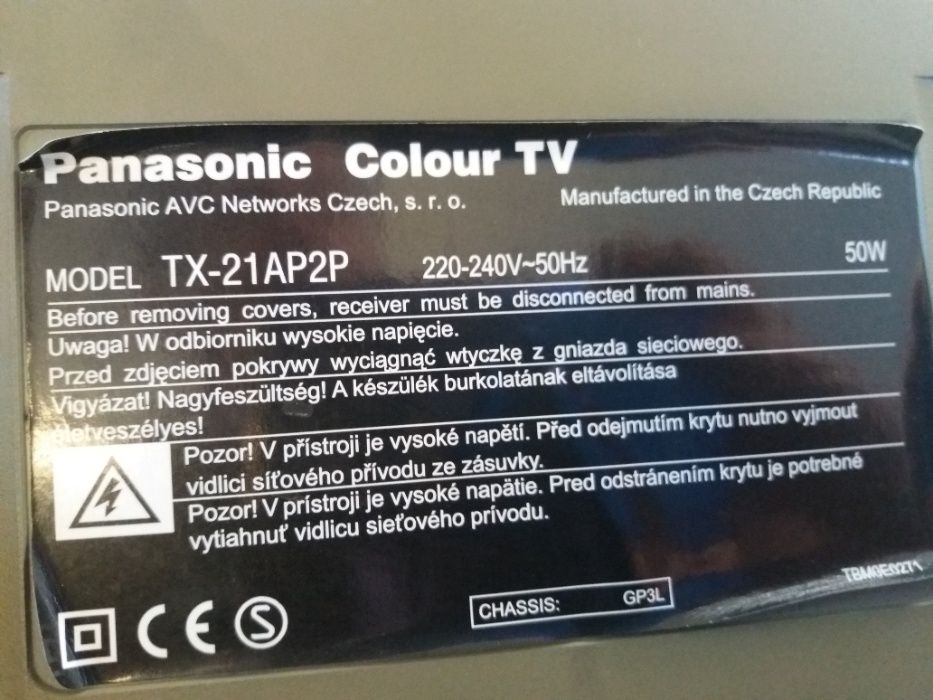 Panasonic Colour TV
Panasonic AVC Networks Czech, s. r. o. Manufactured in the Czech Republic
MODEL TX-21AP2P 220-240V~50Hz 50W
Before removing covers, receiver must be disconnected from mains.
Uwaga! W odbiorniku wysokie napięcie.
Przed zdjęciem pokrywy wyciągnąć wtyczkę z gniazda sieciowego.
Vigyázat! Nagyfeszültség! A készülék burkolatának eltávolítása
életveszélyes!
Pozor! V přístroji je vysoké napětí. Před odejmutím krytu nutno vyjmout
vidlici síťového přívodu ze zásuvky.
Pozor! V prístroji je vysoké napätie. Pred odstránením krytu je potrebné
vytiahnuť vidlicu sieťového prívodu.
TBM0E0271
CE S
CHASSIS: GP3L